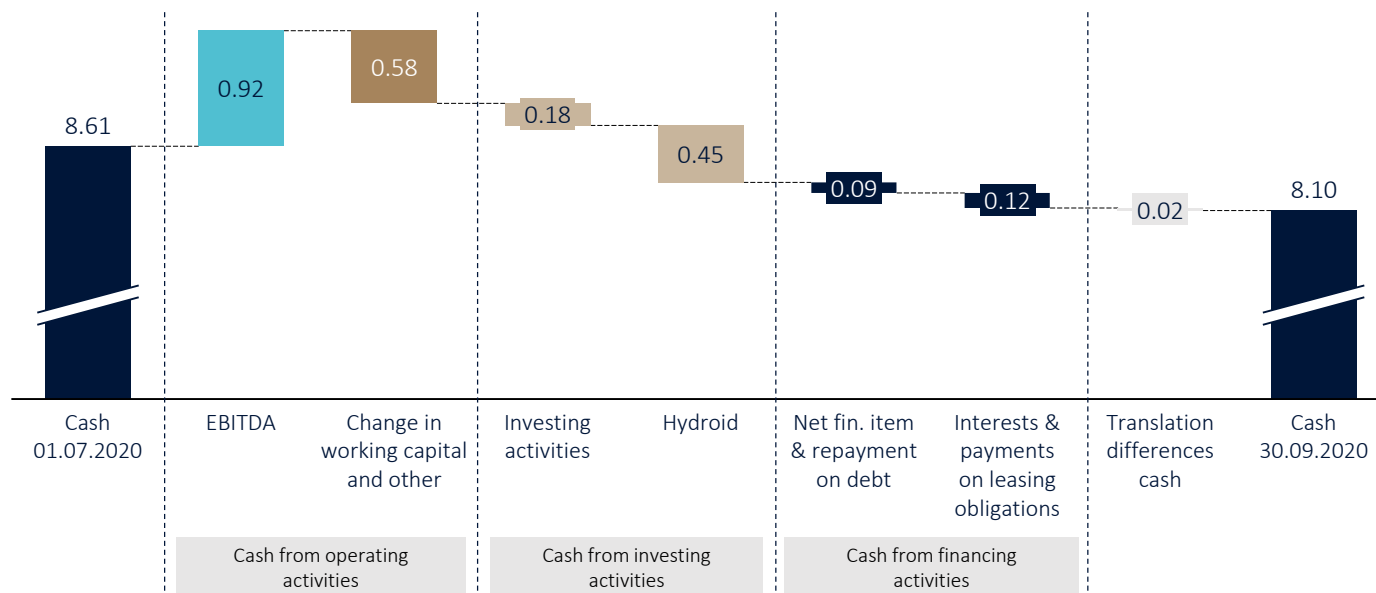 8.61
0.92
0.58
0.18
0.45
0.09
0.12
0.02
8.10
Cash
01.07.2020
EBITDA
Change in
working capital
and other
Investing
activities
Hydroid
Net fin. item
& repayment
on debt
Interests &
payments
on leasing
obligations
Translation
differences
cash
Cash
30.09.2020
Cash from operating
activities
Cash from investing
activities
Cash from financing
activities